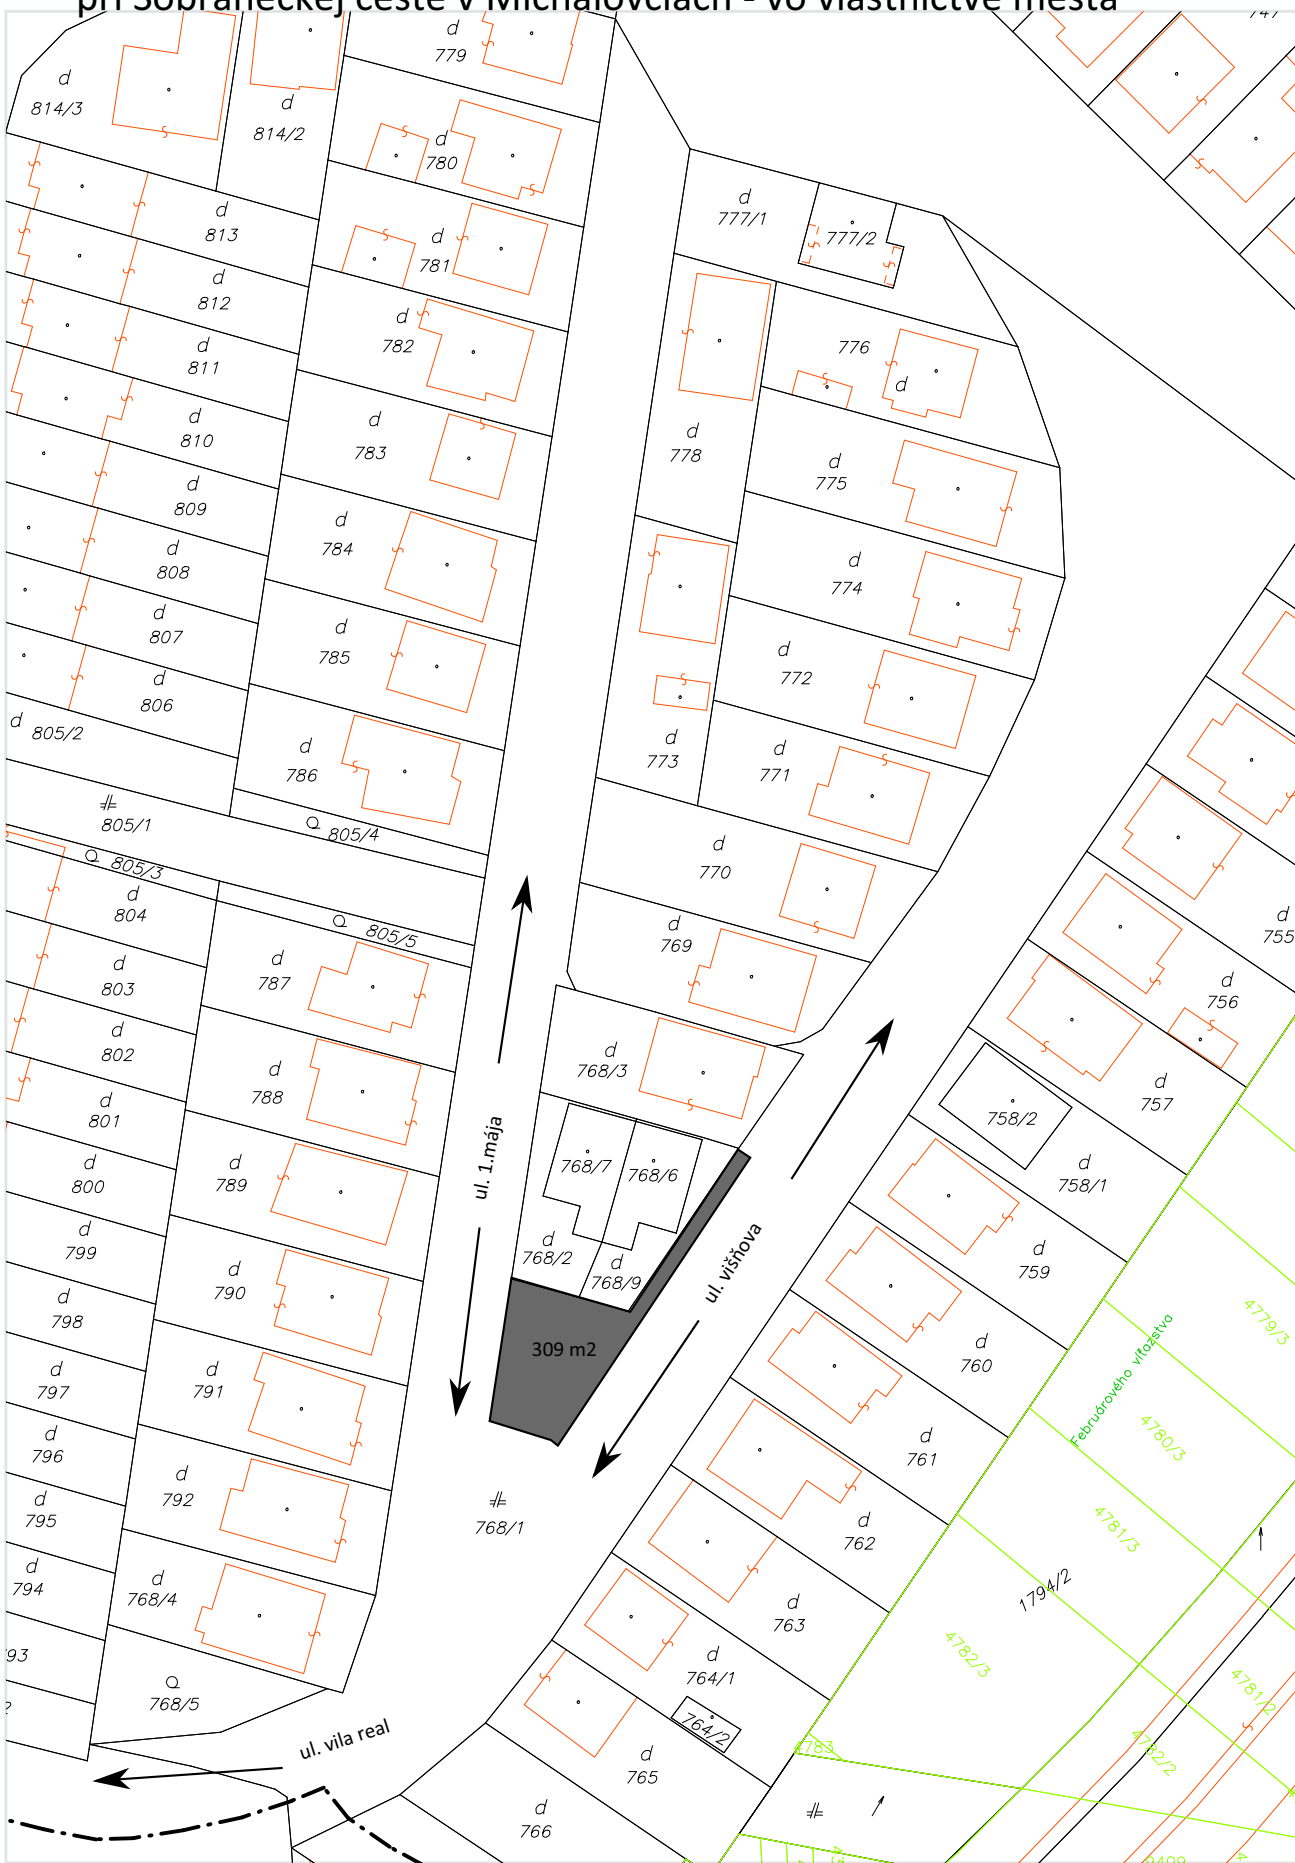 pri Sobraneckej ceste v Michalovciach - vo vlastníctve mesta
747
d
779
d
814/3
d
814/2
d
780
d
777/1
777/2
d
813
d
781
d
812
d
782
776
d
d
811
d
810
d
783
d
778
d
775
d
809
d
784
d
774
d
808
d
807
d
785
d
772
d
806
d
805/2
d
786
d
773
d
771
805/1
805/4
805/3
d
770
d
804
805/5
d
769
d
755
d
803
d
787
d
756
d
802
d
788
d
768/3
d
757
d
801
758/2
ul. 1.mája
768/7
768/6
d
800
d
789
d
758/1
d
799
d
768/2
d
768/9
ul. višňova
d
759
d
790
d
798
309 m2
d
760
4779/3
Februárového víťazstva
d
797
d
791
d
796
d
761
4780/3
d
795
d
792
768/1
d
762
4781/3
d
794
d
768/4
d
763
1794/2
93
d
764/1
4782/3
4781/2
768/5
764/2
ul. vila real
d
765
4783
4782/2
d
766